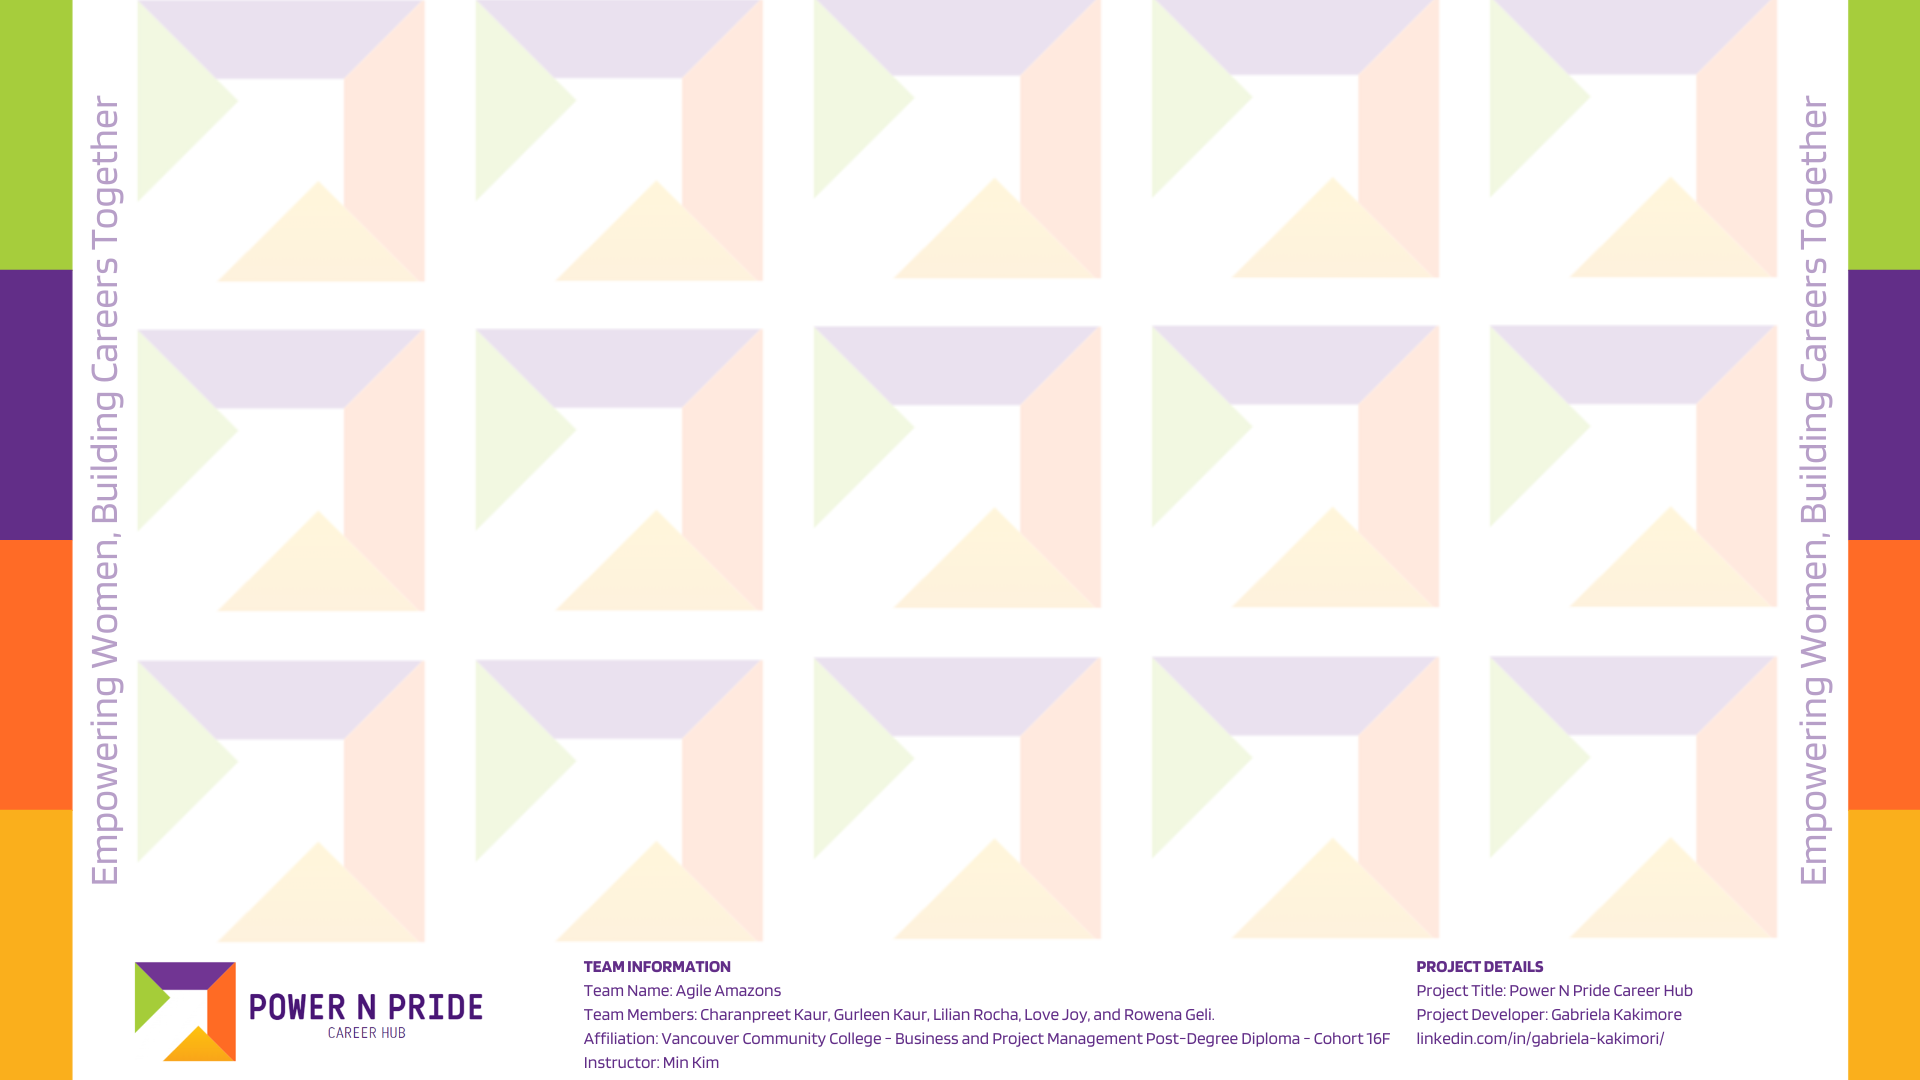 Empowering Women, Building Careers Together
Empowering Women, Building Careers Together
POWER N PRIDE
CAREER HUB
TEAM INFORMATION
Team Name: Agile Amazons
Team Members: Charanpreet Kaur, Gurleen Kaur, Lilian Rocha, Love Joy, and Rowena Geli.
Affiliation: Vancouver Community College - Business and Project Management Post-Degree Diploma - Cohort 16F
Instructor: Min Kim
PROJECT DETAILS
Project Title: Power N Pride Career Hub
Project Developer: Gabriela Kakimore
linkedin.com/in/gabriela-kakimori/